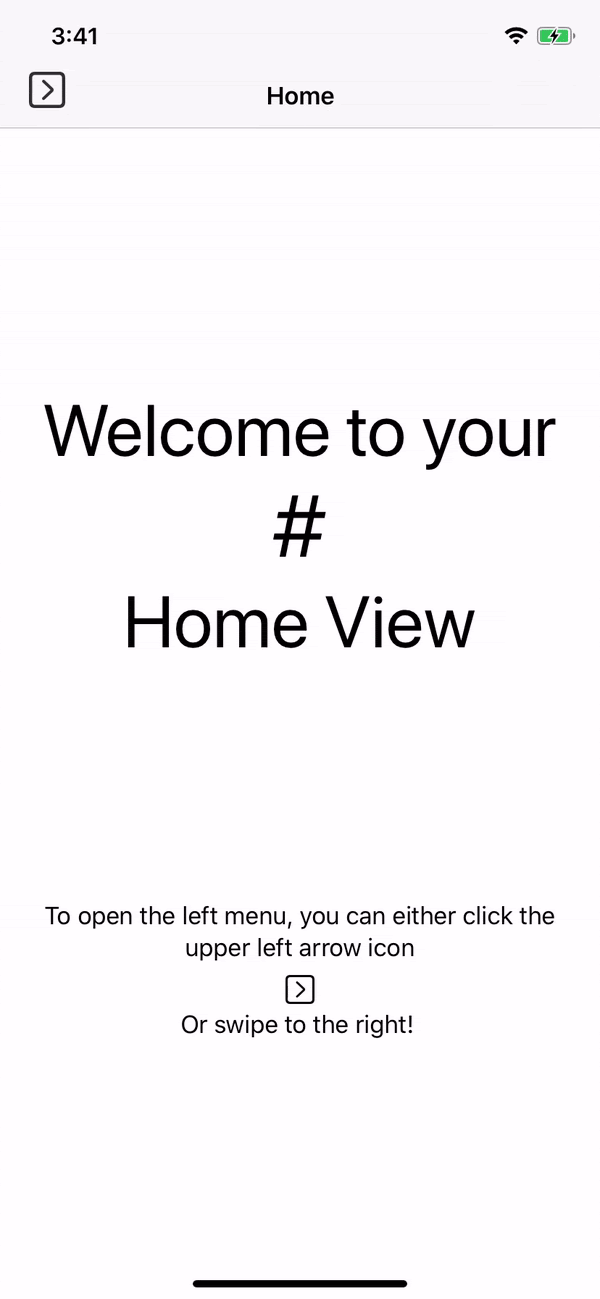 3:41
Home
Welcome to your
#
Home View
To open the left menu, you can either click the
upper left arrow icon
Or swipe to the right!